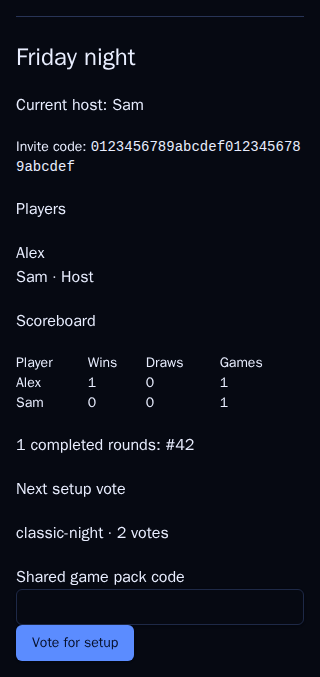 Friday night
Current host: Sam
Invite code: 0123456789abcdef012345678
9abcdef
Players
Alex
Sam · Host
Scoreboard
Player Wins Draws Games
Alex 1 0 1
Sam 0 0 1
1 completed rounds: #42
Next setup vote
classic-night · 2 votes
Shared game pack code
Vote for setup